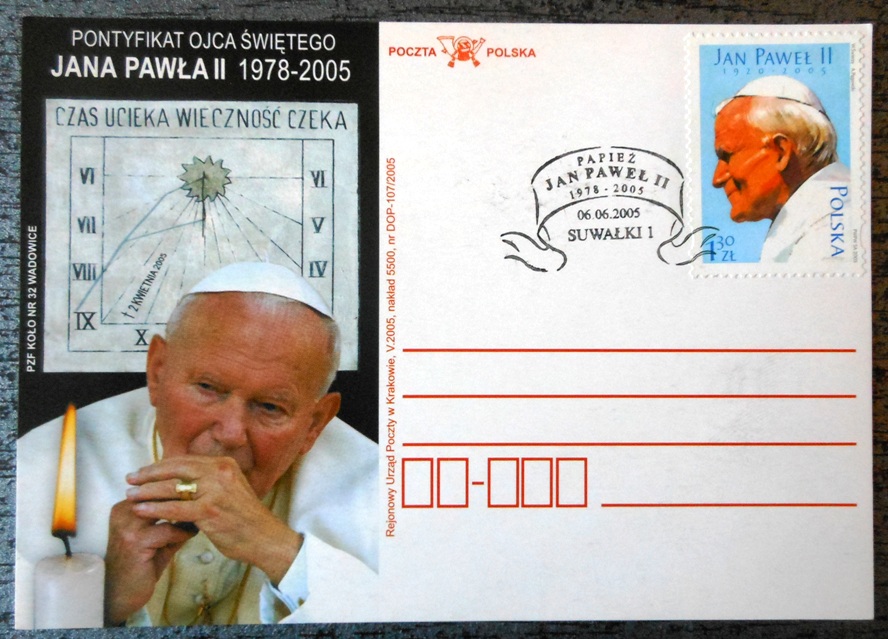 PONTYFIKAT OJCA ŚWIĘTEGO
JANA PAWŁA II 1978-2005
CZAS UCIEKA WIECZNOŚĆ CZEKA
VI
VI
VII
V
VIII
IV
IX
X
† 2 KWIETNIA 2005
PZF KOŁO NR 32 WADOWICE
Rejonowy Urząd Poczty w Krakowie, V.2005, nakład 5500, nr DOP-107/2005
POCZTA POLSKA
PAPIEŻ
JAN PAWEŁ II
1978-2005
06.06.2005
SUWAŁKI 1
JAN PAWEŁ II
1920-2005
POLSKA
1 30
ZŁ